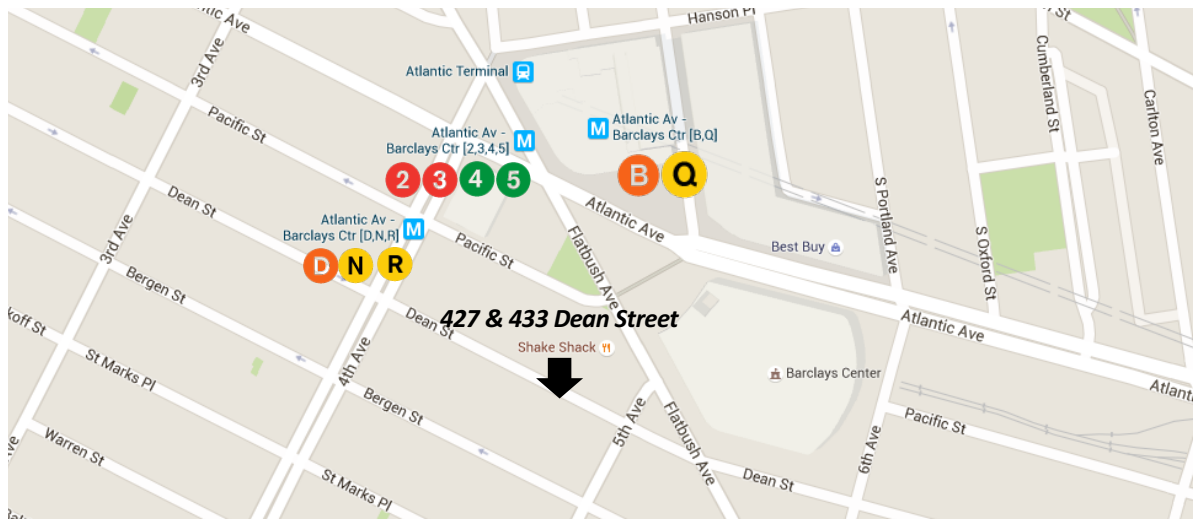 Hanson Pl
Atlantic Ave
3rd Ave
Cumberland St
Carlton Ave
Atlantic Terminal
Pacific St
Atlantic Av -
Barclays Ctr [2,3,4,5]
M
M
Atlantic Av -
Barclays Ctr [B,Q]
2
3
4
5
B
Q
Dean St
S Portland Ave
S Oxford St
3rd Ave
Atlantic Av -
Barclays Ctr [D,N,R]
M
Atlantic Ave
Flatbush Ave
Pacific St
Best Buy
D
N
R
Bergen St
427 & 433 Dean Street
Dean St
Atlantic Ave
Shake Shack
4th Ave
St Marks Pl
Barclays Center
Bergen St
5th Ave
Flatbush Ave
6th Ave
Pacific St
Warren St
St Marks Pl
Dean St